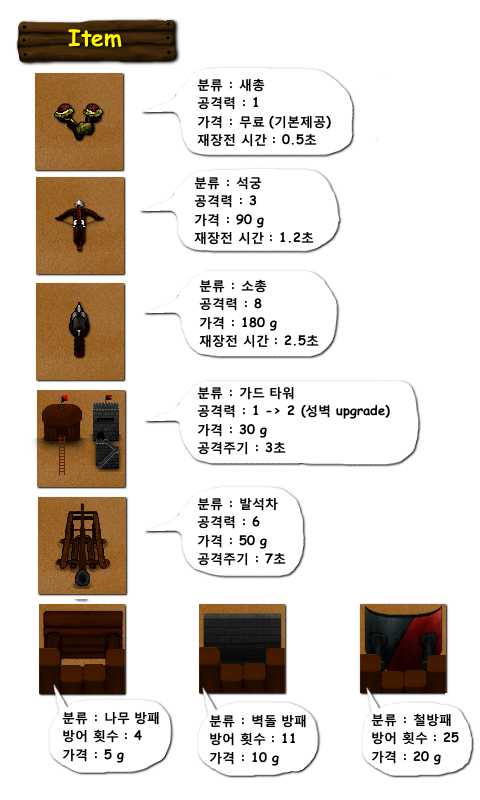 Item
분류 : 새총
공격력 : 1
가격 : 무료 (기본제공)
재장전 시간 : 0.5초
분류 : 석궁
공격력 : 3
가격 : 90 g
재장전 시간 : 1.2초
분류 : 소총
공격력 : 8
가격 : 180 g
재장전 시간 : 2.5초
분류 : 가드 타워
공격력 : 1 -> 2 (성벽 upgrade)
가격 : 30 g
공격주기 : 3초
분류 : 발석차
공격력 : 6
가격 : 50 g
공격주기 : 7초
분류 : 나무 방패
방어 횟수 : 4
가격 : 5 g
분류 : 벽돌 방패
방어 횟수 : 11
가격 : 10 g
분류 : 철방패
방어 횟수 : 25
가격 : 20 g